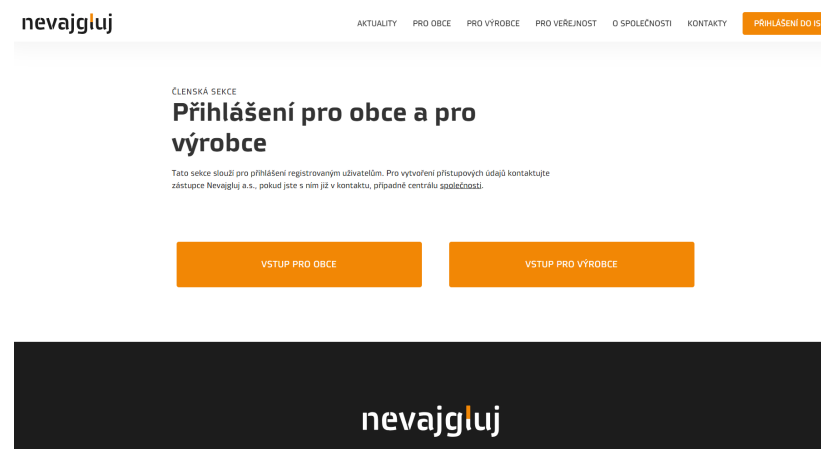 nevajgluj
AKTUALITY PRO OBCE PRO VÝROBCE PRO VEŘEJNOST O SPOLEČNOSTI KONTAKTY PŘIHLÁŠENÍ DO IS
ČLENSKÁ SEKCE
Přihlášení pro obce a pro
výrobce
Tato sekce slouží pro přihlášení registrovaným uživatelům. Pro vytvoření přístupových údajů kontaktujte
zástupce Nevajgluj a.s., pokud jste s ním již v kontaktu, případně centrálu společnosti.
VSTUP PRO OBCE VSTUP PRO VÝROBCE
nevajgluj